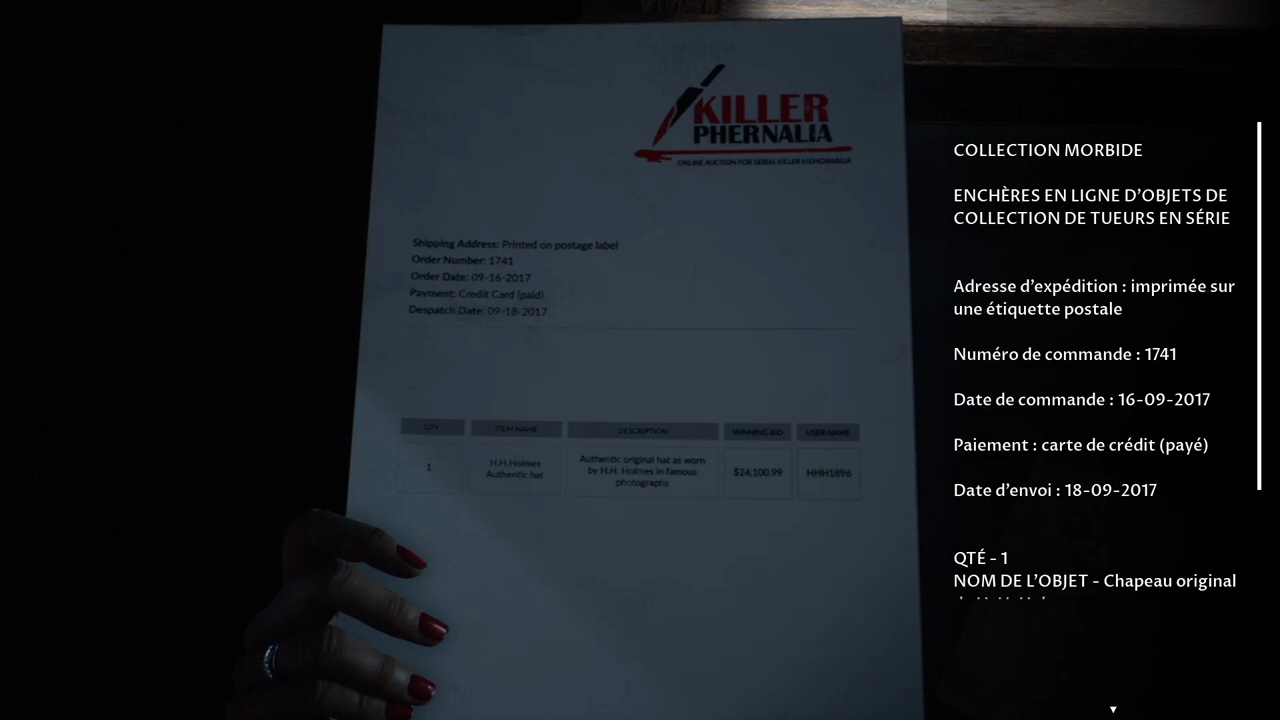 KILLER
PHERNALIA
ONLINE AUCTION FOR SERIAL KILLER MEMORABILIA
Shipping Address: Printed on postage label
Order Number: 1741
Order Date: 09-16-2017
Payment: Credit Card (paid)
Despatch Date: 09-18-2017
QTY ITEM NAME DESCRIPTION WINNING BID USER NAME
1 H.H Holmes Authentic original hat as worn $24,100.99 HHH1896
Authentic hat by H.H. Holmes in famous
photographs
COLLECTION MORBIDE
ENCHÈRES EN LIGNE D'OBJETS DE
COLLECTION DE TUEURS EN SÉRIE
Adresse d'expédition : imprimée sur
une étiquette postale
Numéro de commande : 1741
Date de commande : 16-09-2017
Paiement : carte de crédit (payé)
Date d'envoi : 18-09-2017
QTÉ - 1
NOM DE L'OBJET - Chapeau original